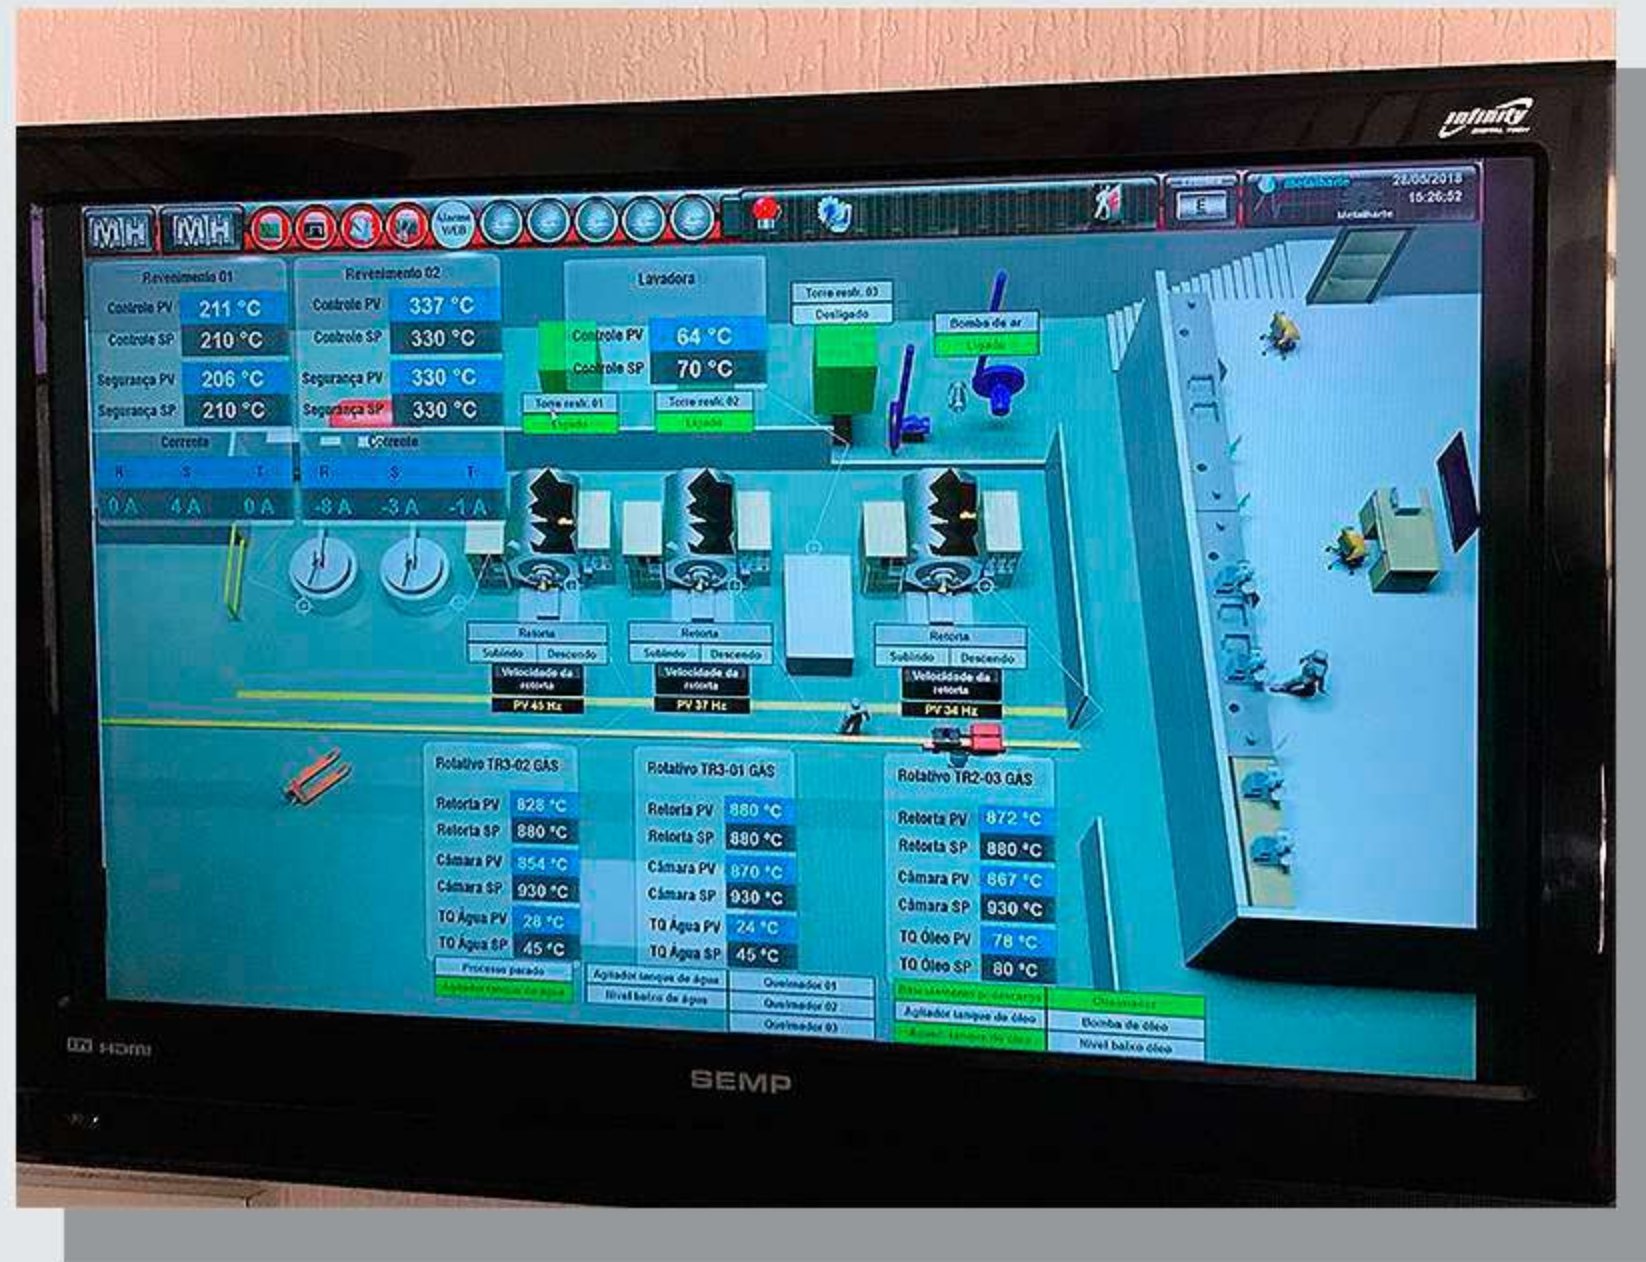 infinity
MH MH Alarme WEB E Metalharte 28/05/2018
15:26:52
Metalharte
Revenimento 01
Controle PV 211 °C
Controle SP 210 °C
Segurança PV 206 °C
Segurança SP 210 °C
Corrente
R S T
0 A 4 A 0 A
Revenimento 02
Controle PV 337 °C
Controle SP 330 °C
Segurança PV 330 °C
Segurança SP 330 °C
Corrente
R S T
-8 A -3 A -1 A
Lavadora
Controle PV 64 °C
Controle SP 70 °C
Torre resfr. 01
Ligado
Torre resfr. 02
Ligado
Torre resfr. 03
Desligado
Bomba de ar
Ligado
Retorta
Subindo Descendo
Velocidade da
retorta
PV 45 Hz
Retorta
Subindo Descendo
Velocidade da
retorta
PV 37 Hz
Retorta
Subindo Descendo
Velocidade da
retorta
PV 34 Hz
Rotativo TR3-02 GÁS
Retorta PV 828 °C
Retorta SP 880 °C
Câmara PV 854 °C
Câmara SP 930 °C
TQ Água PV 28 °C
TQ Água SP 45 °C
Processo parado
Agitador tanque de água
Rotativo TR3-01 GÁS
Retorta PV 880 °C
Retorta SP 880 °C
Câmara PV 870 °C
Câmara SP 930 °C
TQ Água PV 24 °C
TQ Água SP 45 °C
Agitador tanque de água Queimador 01
Nível baixo de água Queimador 02
Queimador 03
Rotativo TR2-03 GÁS
Retorta PV 872 °C
Retorta SP 880 °C
Câmara PV 867 °C
Câmara SP 930 °C
TQ Óleo PV 78 °C
TQ Óleo SP 80 °C
Queimador
Agitador tanque de óleo Bomba de óleo
tanque de óleo Nível baixo óleo
HDMI
SEMP